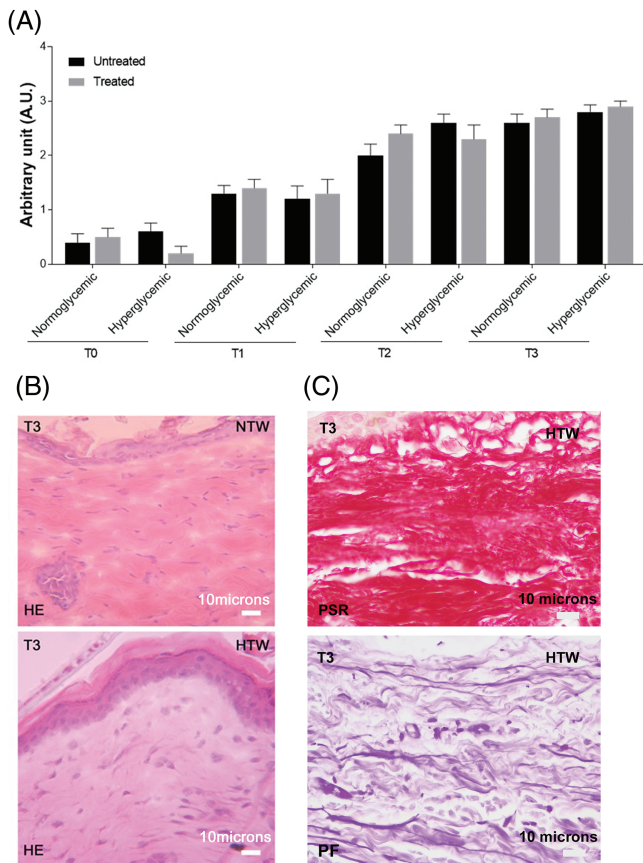 (A)
Arbitrary unit (A.U.)
4
3
2
1
0
Untreated
Treated
Normoglycemic
Hyperglycemic
Normoglycemic
Hyperglycemic
Normoglycemic
Hyperglycemic
Normoglycemic
Hyperglycemic
T0
T1
T2
T3
(B)
T3
NTW
10microns
HE
T3
HTW
10microns
HE
(C)
T3
HTW
10 microns
PSR
T3
HTW
10 microns
PF